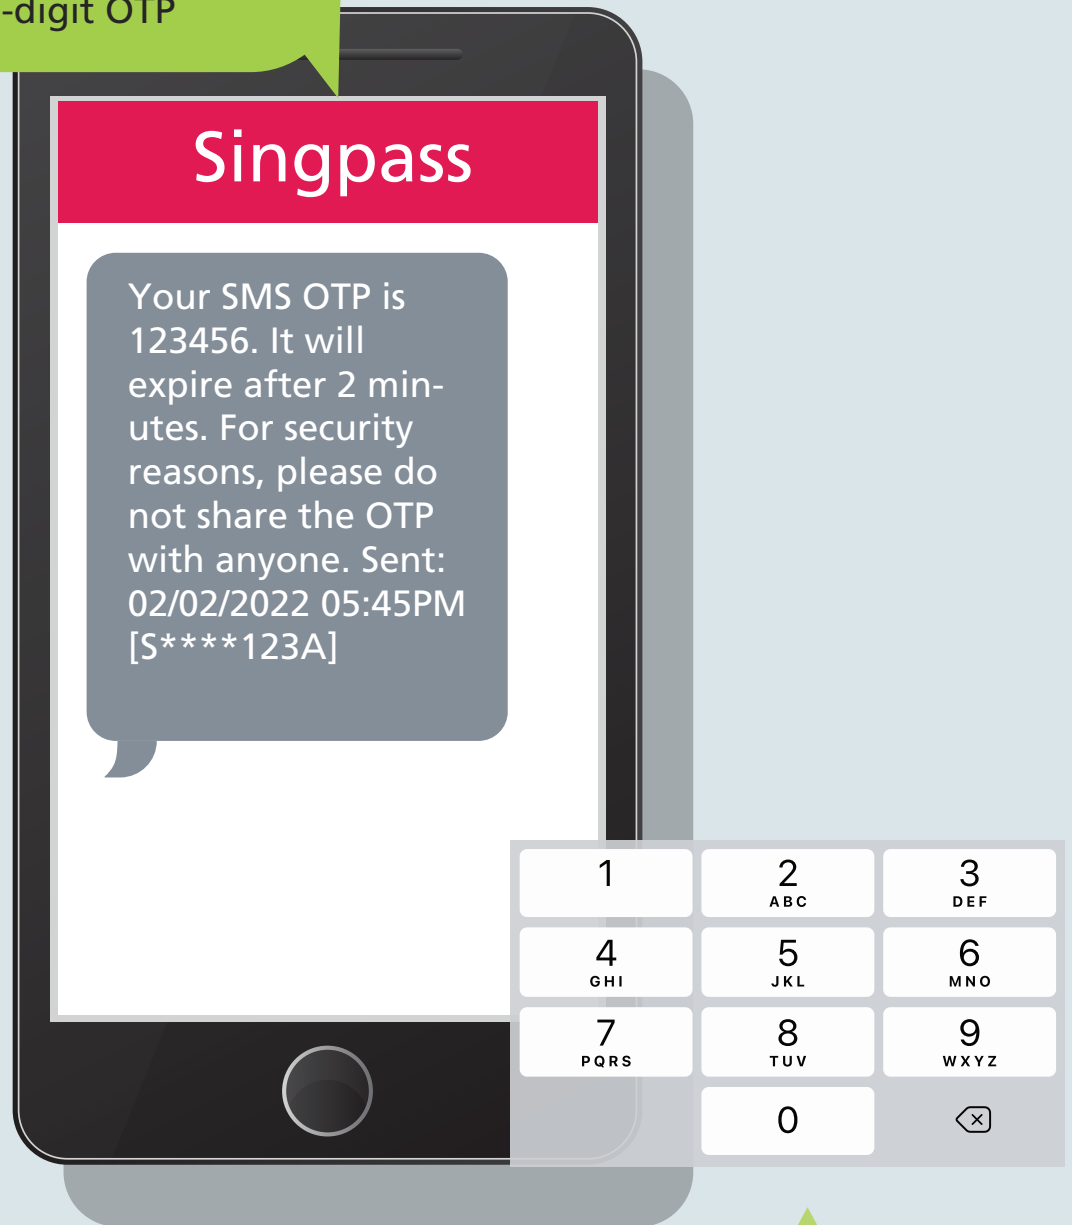 -digit OTP
Singpass
Your SMS OTP is
123456. It will
expire after 2 min-
utes. For security
reasons, please do
not share the OTP
with anyone. Sent:
02/02/2022 05:45PM
[S****123A]
1 2 3
ABC DEF
4 5 6
GHI JKL MNO
7 8 9
PQRS TUV WXYZ
0